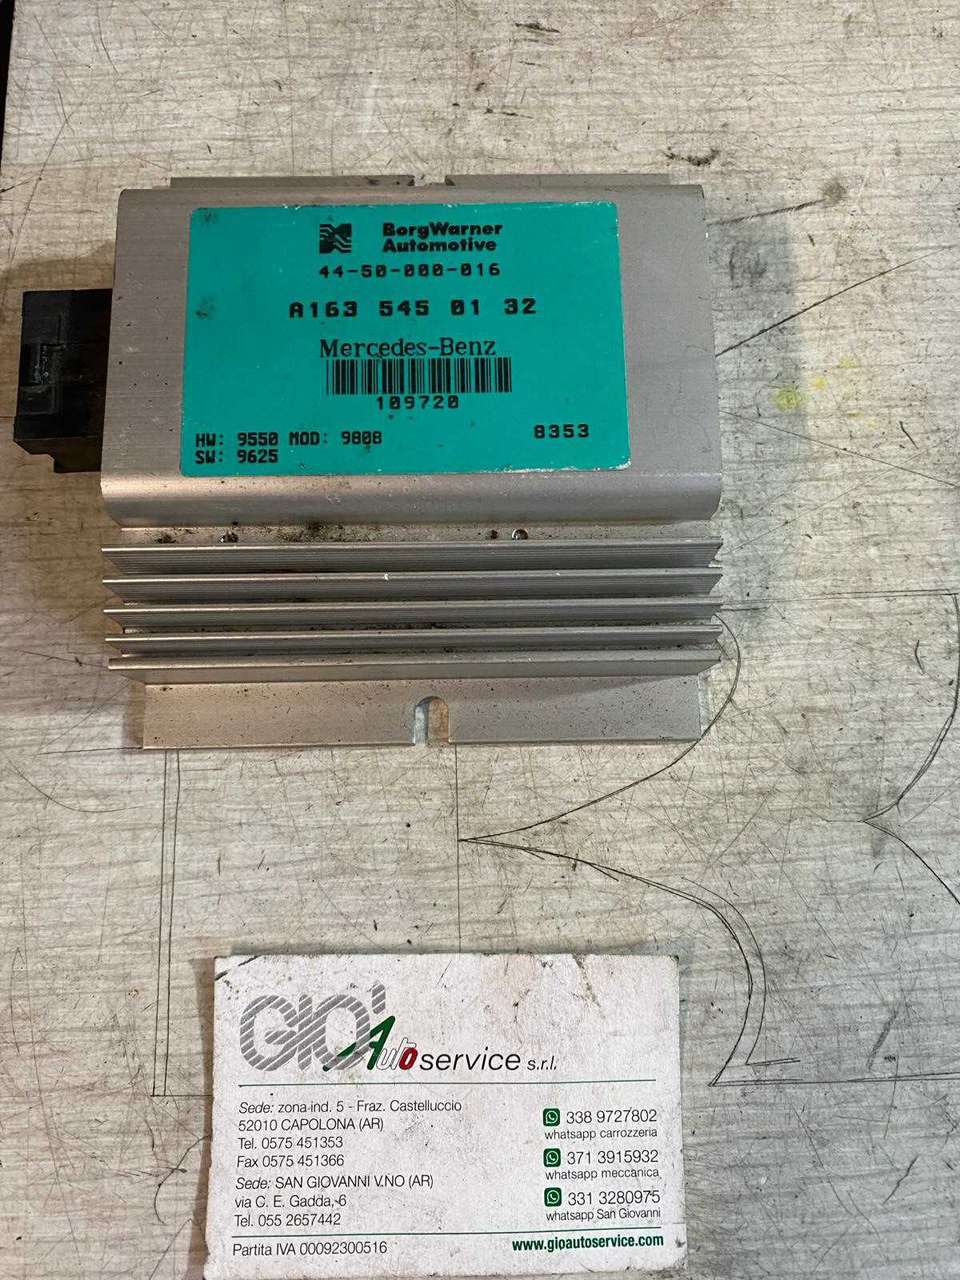 BorgWarner
Automotive
44-50-000-016
A163 545 01 32
Mercedes-Benz
109720
HW: 9550 MOD: 9808
8353
SW: 9625
GIO' Auto service s.r.l.
Sede: zona ind. 5 - Fraz. Castelluccio
52010 CAPOLONA (AR)
Tel. 0575 451353
Fax 0575 451366
Sede: SAN GIOVANNI V.NO (AR)
via C. E. Gadda, 6
Tel. 055 2657442
338 9727802
whatsapp carrozzeria
371 3915932
whatsapp meccanica
331 3280975
whatsapp San Giovanni
Partita IVA 00092300516
www.gioautoservice.com